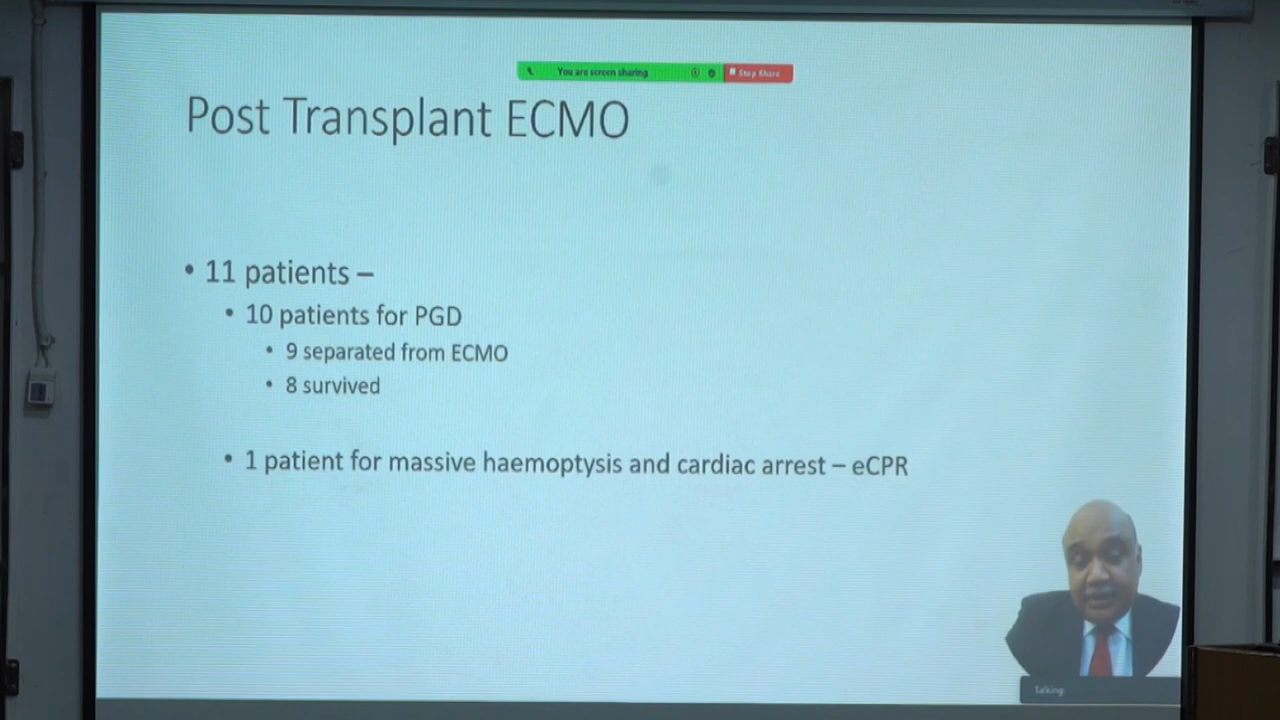 You are screen sharing
Stop Share
Post Transplant ECMO
• 11 patients –
• 10 patients for PGD
• 9 separated from ECMO
• 8 survived
• 1 patient for massive haemoptysis and cardiac arrest – eCPR
Talking: